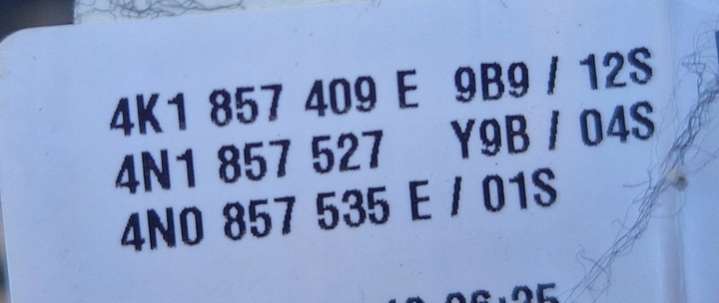 4K1 857 409 E 9B9 / 12S
4N1 857 527 Y9B / 04S
4N0 857 535 E / 01S